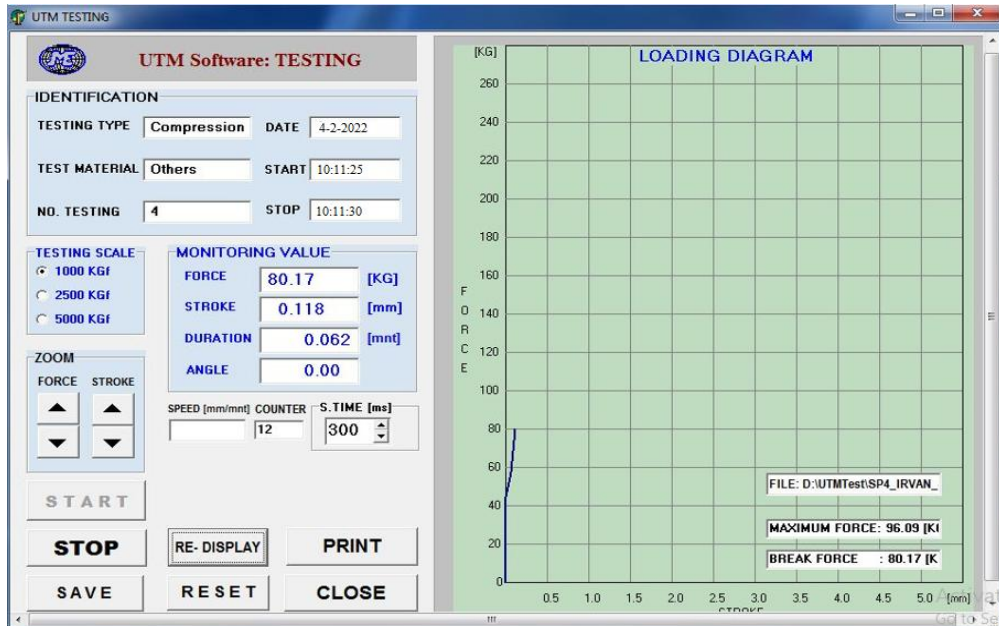 UTM TESTING
UTM Software: TESTING
IDENTIFICATION
TESTING TYPE Compression DATE 4-2-2022
TEST MATERIAL Others START 10:11:25
NO. TESTING 4 STOP 10:11:30
TESTING SCALE
1000 KGf
2500 KGf
5000 KGf
MONITORING VALUE
FORCE 80.17 [KG]
STROKE 0.118 [mm]
DURATION 0.062 [mnt]
ANGLE 0.00
ZOOM
FORCE STROKE
SPEED [mm/mnt] COUNTER S.TIME [ms]
12 300
START
STOP RE- DISPLAY PRINT
SAVE RESET CLOSE
[KG] LOADING DIAGRAM
260
240
220
200
180
160
140
120
100
80
60
40
20
0
FORCE
FILE: D:\UTMTest\SP4_IRVAN_
MAXIMUM FORCE: 96.09 [K
BREAK FORCE : 80.17 [K
0.5 1.0 1.5 2.0 2.5 3.0 3.5 4.0 4.5 5.0 [mm]
STROKE